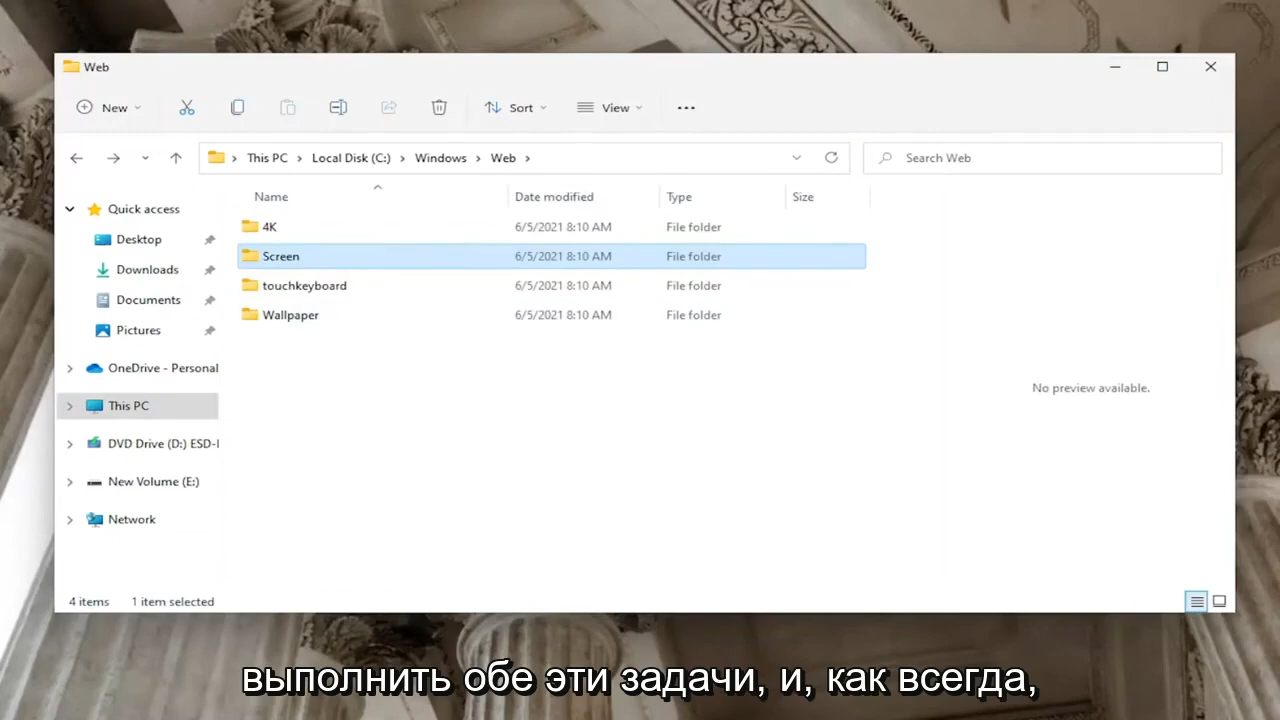 Web
New
Sort
View
This PC
Local Disk (C:)
Windows
Web
Search Web
Name
Date modified
Type
Size
Quick access
Desktop
Downloads
Documents
Pictures
OneDrive - Personal
This PC
DVD Drive (D:) ESD-I
New Volume (E:)
Network
4K 6/5/2021 8:10 AM File folder
Screen 6/5/2021 8:10 AM File folder
touchkeyboard 6/5/2021 8:10 AM File folder
Wallpaper 6/5/2021 8:10 AM File folder
No preview available.
4 items 1 item selected
выполнить обе эти задачи, и, как всегда,